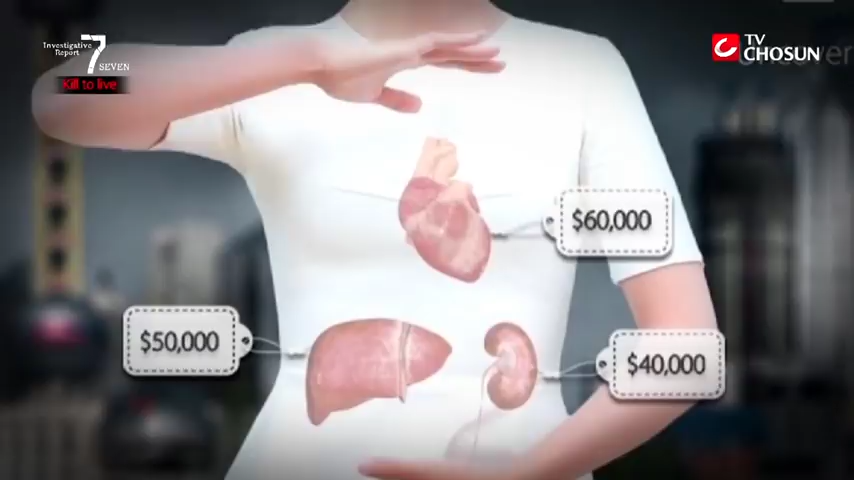 Investigative
Report
7
SEVEN
Kill to live
TV
CHOSUN
$60,000
$50,000
$40,000